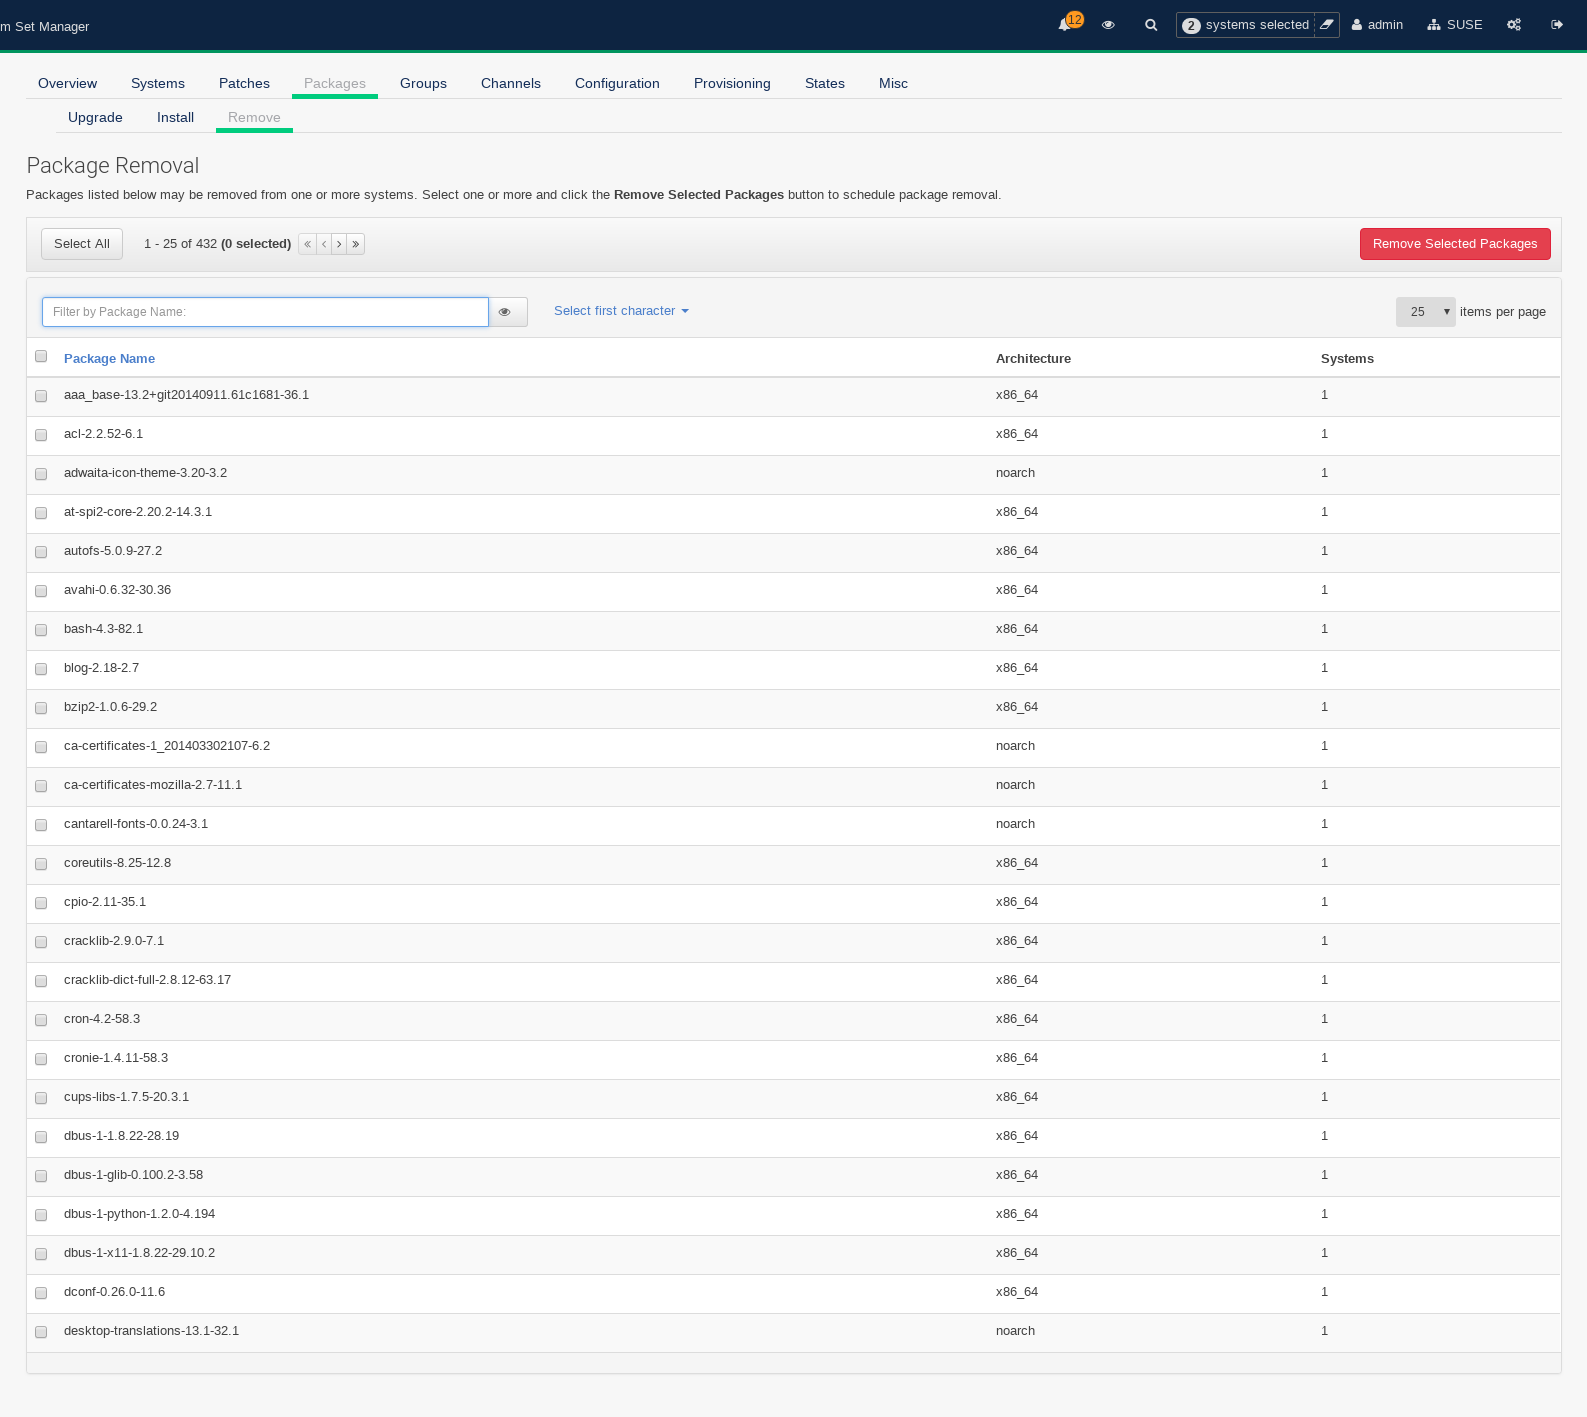 m Set Manager
12
2 systems selected
admin
SUSE
Overview Systems Patches Packages Groups Channels Configuration Provisioning States Misc
Upgrade Install Remove
Package Removal
Packages listed below may be removed from one or more systems. Select one or more and click the Remove Selected Packages button to schedule package removal.
Select All 1 - 25 of 432 (0 selected) Remove Selected Packages
Filter by Package Name: Select first character 25 items per page
Package Name Architecture Systems
aaa_base-13.2+git20140911.61c1681-36.1 x86_64 1
acl-2.2.52-6.1 x86_64 1
adwaita-icon-theme-3.20-3.2 noarch 1
at-spi2-core-2.20.2-14.3.1 x86_64 1
autofs-5.0.9-27.2 x86_64 1
avahi-0.6.32-30.36 x86_64 1
bash-4.3-82.1 x86_64 1
blog-2.18-2.7 x86_64 1
bzip2-1.0.6-29.2 x86_64 1
ca-certificates-1_201403302107-6.2 noarch 1
ca-certificates-mozilla-2.7-11.1 noarch 1
cantarell-fonts-0.0.24-3.1 noarch 1
coreutils-8.25-12.8 x86_64 1
cpio-2.11-35.1 x86_64 1
cracklib-2.9.0-7.1 x86_64 1
cracklib-dict-full-2.8.12-63.17 x86_64 1
cron-4.2-58.3 x86_64 1
cronie-1.4.11-58.3 x86_64 1
cups-libs-1.7.5-20.3.1 x86_64 1
dbus-1-1.8.22-28.19 x86_64 1
dbus-1-glib-0.100.2-3.58 x86_64 1
dbus-1-python-1.2.0-4.194 x86_64 1
dbus-1-x11-1.8.22-29.10.2 x86_64 1
dconf-0.26.0-11.6 x86_64 1
desktop-translations-13.1-32.1 noarch 1